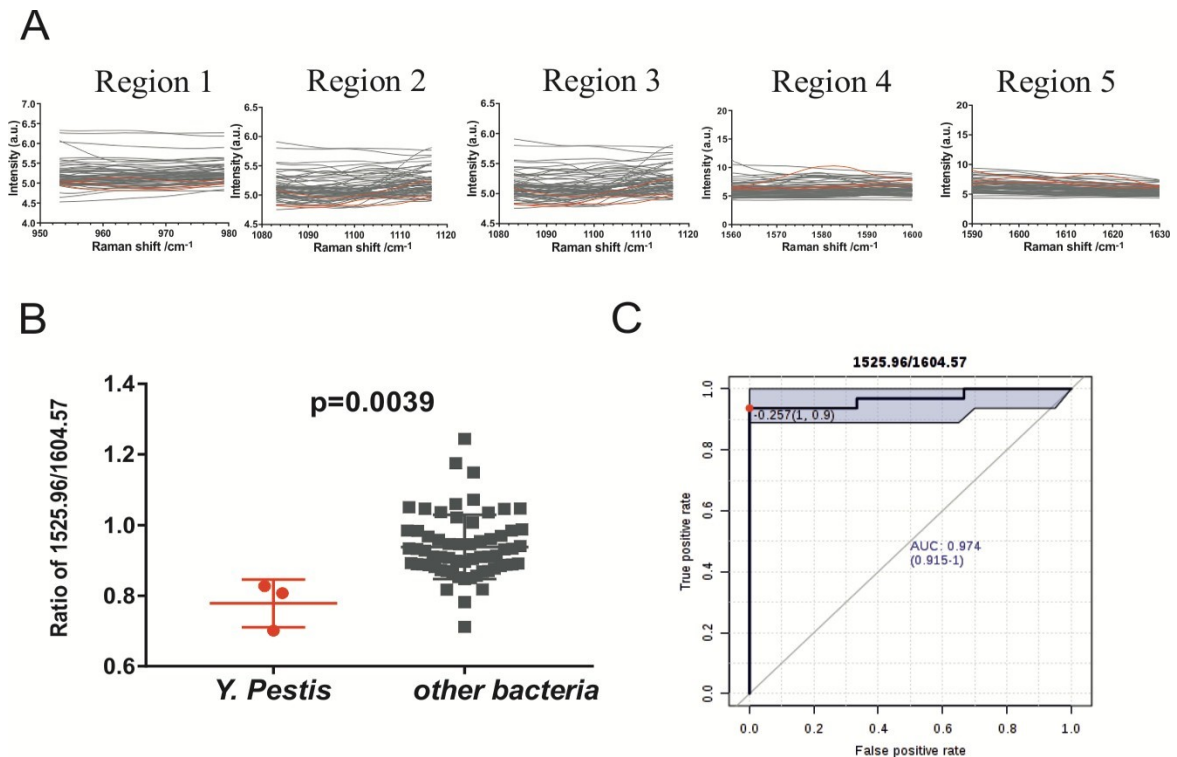 A
Region 1
Region 2
Region 3
Region 4
Region 5
Intensity (a.u.)
7.0
6.5
6.0
5.5
5.0
4.5
4.0
950
960
970
980
Raman shift /cm-1
Intensity (a.u.)
6.5
6.0
5.5
5.0
4.5
1080
1090
1100
1110
1120
Raman shift /cm-1
Intensity (a.u.)
6.5
6.0
5.5
5.0
4.5
1080
1090
1100
1110
1120
Raman shift /cm-1
Intensity (a.u.)
20
15
10
5
0
1560
1570
1580
1590
1600
Raman shift /cm-1
Intensity (a.u.)
20
15
10
5
0
1590
1600
1610
1620
1630
Raman shift /cm-1
B
Ratio of 1525.96/1604.57
1.4
1.2
1.0
0.8
0.6
p=0.0039
Y. Pestis
other bacteria
C
1525.96/1604.57
True positive rate
1.0
0.8
0.6
0.4
0.2
0.0
-0.257(1, 0.9)
AUC: 0.974
(0.915-1)
0.0
0.2
0.4
0.6
0.8
1.0
False positive rate